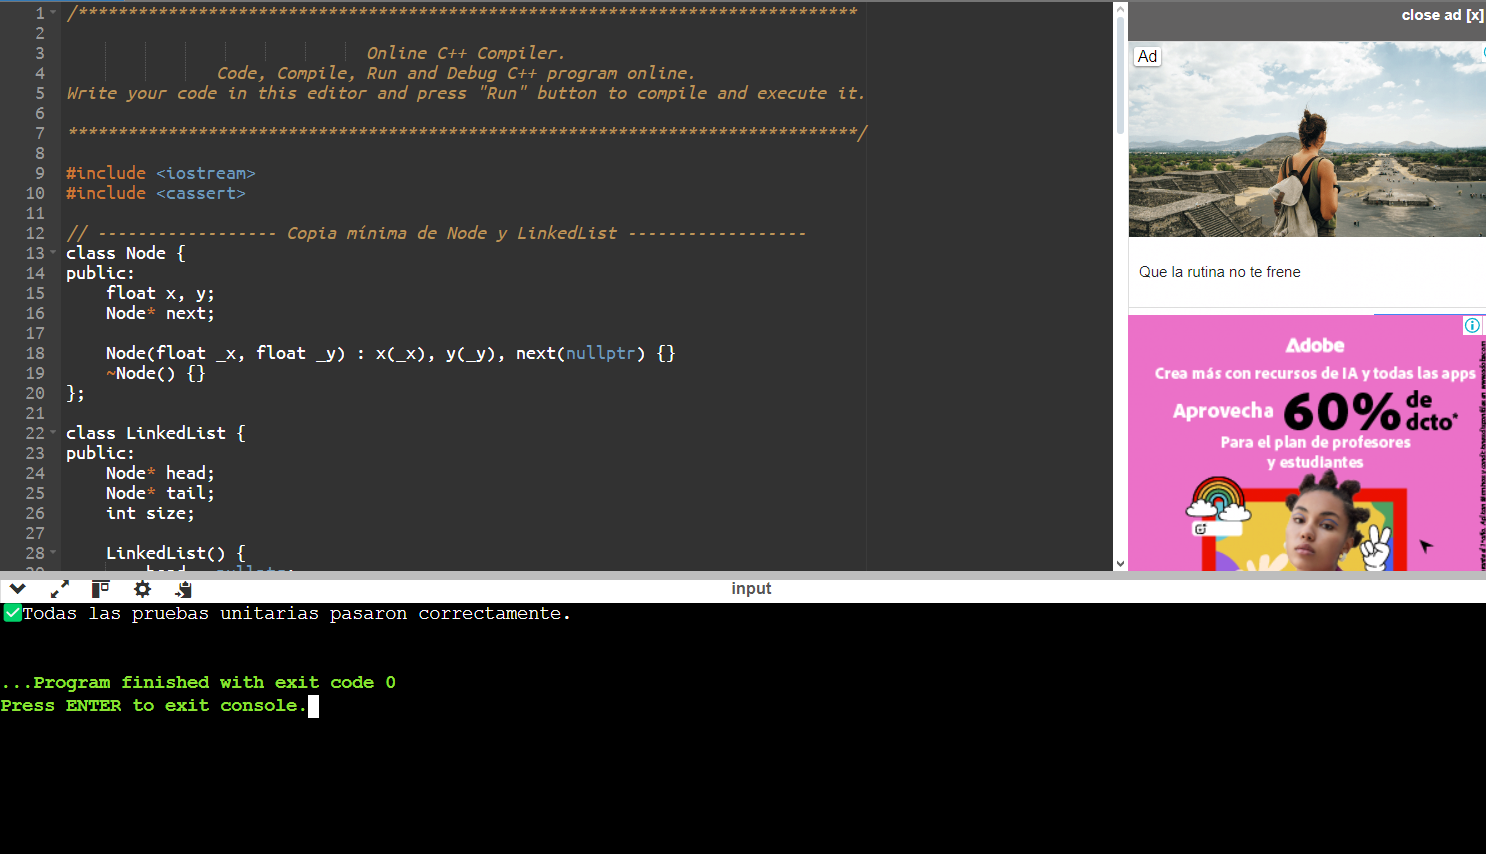 1 /******************************************************************************
2
3 Online C++ Compiler.
4 Code, Compile, Run and Debug C++ program online.
5 Write your code in this editor and press "Run" button to compile and execute it.
6
7 *******************************************************************************/
8
9 #include <iostream>
10 #include <cassert>
11
12 // ------------------ Copia mínima de Node y LinkedList ------------------
13 class Node {
14 public:
15     float x, y;
16     Node* next;
17
18     Node(float _x, float _y) : x(_x), y(_y), next(nullptr) {}
19     ~Node() {}
20 };
21
22 class LinkedList {
23 public:
24     Node* head;
25     Node* tail;
26     int size;
27
28     LinkedList() {
close ad [x]
Ad
Que la rutina no te frene
Adobe
Crea más con recursos de IA y todas las apps
Aprovecha 60% de dcto*
Para el plan de profesores
y estudiantes
input
✅Todas las pruebas unitarias pasaron correctamente.
...Program finished with exit code 0
Press ENTER to exit console.